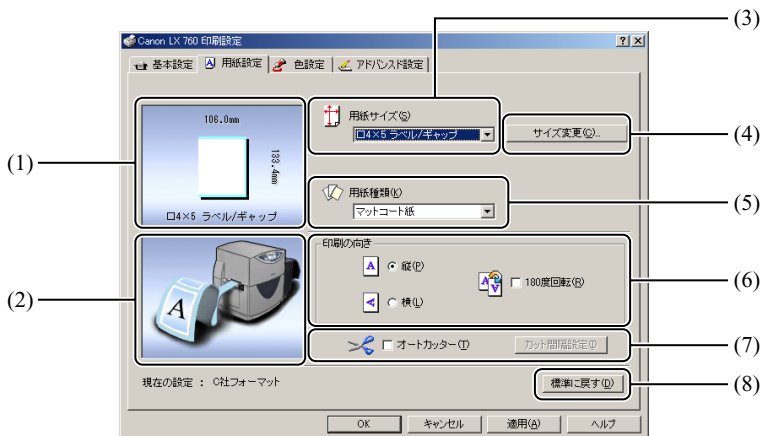 (3)
Canon LX 760 印刷設定
基本設定 用紙設定 色設定 アドバンスト設定
106.0mm
133.4mm
ロ4×5 ラベル/ギャップ
用紙サイズ(S)
ロ4×5 ラベル/ギャップ
サイズ変更(C)...
(4)
(1)
用紙種類(K)
マットコート紙
(5)
印刷の向き
A 縦(P)
A 横(L)
180度回転(R)
(6)
A
(2)
オートカッター(T)
カット間隔設定(I)
(7)
現在の設定 : C社フォーマット
標準に戻す(D)
(8)
OK キャンセル 適用(A) ヘルプ